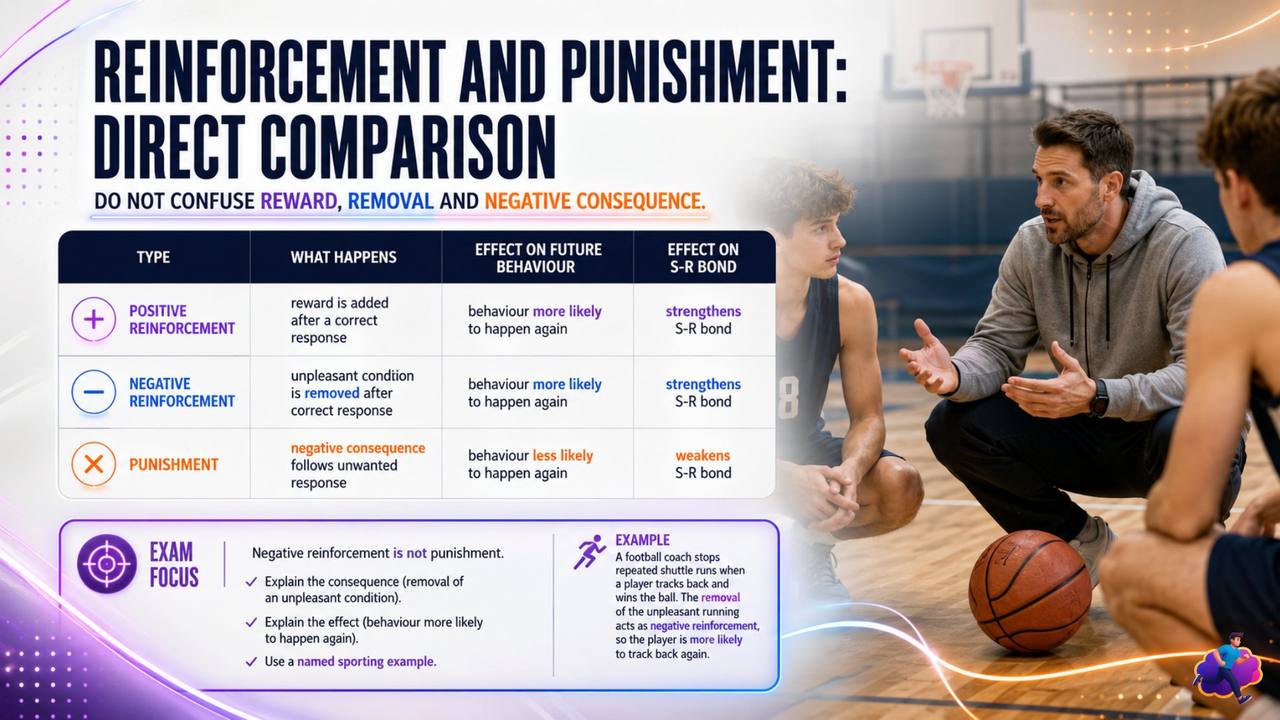 REINFORCEMENT AND PUNISHMENT:
DIRECT COMPARISON
DO NOT CONFUSE REWARD, REMOVAL AND NEGATIVE CONSEQUENCE.
TYPE
WHAT HAPPENS
EFFECT ON FUTURE
BEHAVIOUR
EFFECT ON
S-R BOND
POSITIVE
REINFORCEMENT
reward is added
after a correct
response
behaviour more likely
to happen again
strengthens
S-R bond
NEGATIVE
REINFORCEMENT
unpleasant condtion
is removed after
correct response
behaviour more likely
to happen again
strengthens
S-R bond
PUNISHMENT
negative consequence
follows unwanted
response
behaviour less likely
to happen again
weakens
S-R bond
EXAM
FOCUS
Negative reinforcement is not punishment.
Explain the consequence (removal of
an unpleasant condition).
Explain the effect (behaviour more likely
to happen again).
Use a named sporting example.
EXAMPLE
A football coach stops
repeated shuttle runs when
a player tracks back and
wins the ball. The removal
of the unpleasant running
acts as negative reinforcement,
so the player is more likely
to track back again.
8